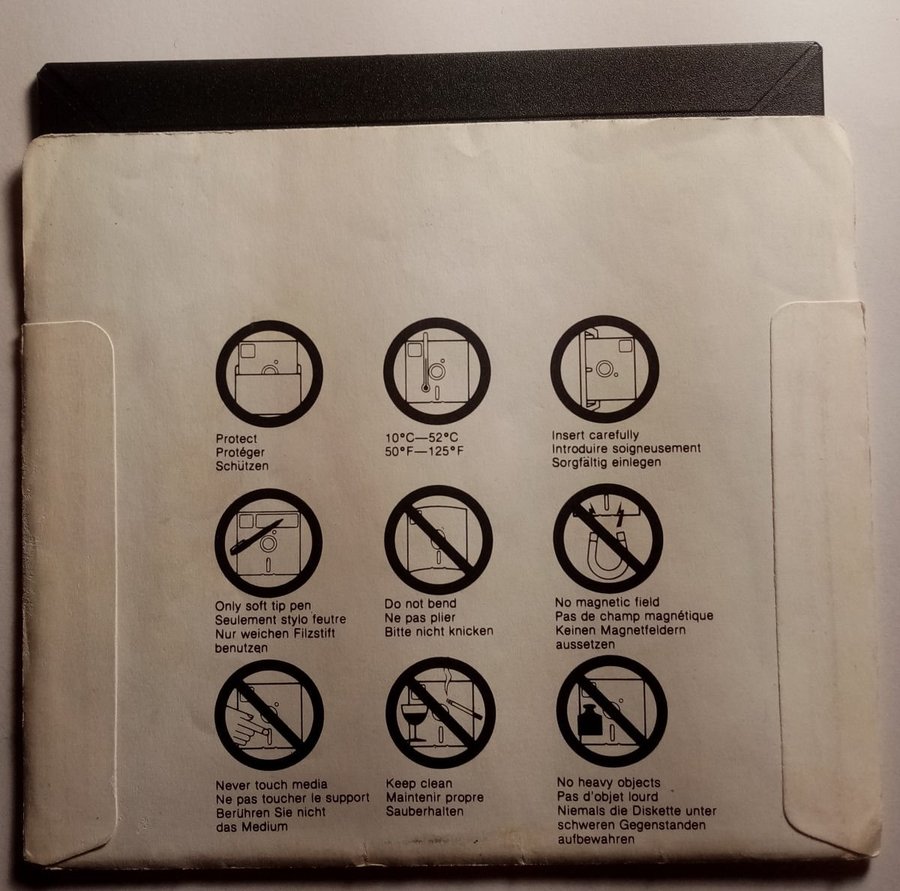 Protect
Protéger
Schützen
10°C—52°C
50°F—125°F
Insert carefully
Introduire soigneusement
Sorgfältig einlegen
Only soft tip pen
Seulement stylo feutre
Nur weichen Filzstift
benutzen
Do not bend
Ne pas plier
Bitte nicht knicken
No magnetic field
Pas de champ magnétique
Keinen Magnetfeldern
aussetzen
Never touch media
Ne pas toucher le support
Berühren Sie nicht
das Medium
Keep clean
Maintenir propre
Sauberhalten
No heavy objects
Pas d'objet lourd
Niemals die Diskette unter
schweren Gegenstanden
aufbewahren